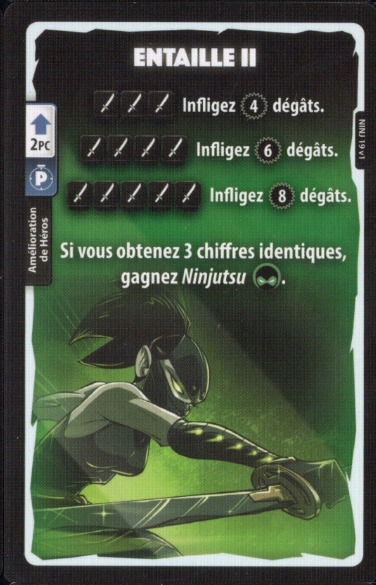 ENTAILLE II
Infligez 4 dégâts.
2PC
Infligez 6 dégâts.
P
Infligez 8 dégâts.
NINJ 19 v1
Amélioration
de Héros
Si vous obtenez 3 chiffres identiques,
gagnez Ninjutsu .